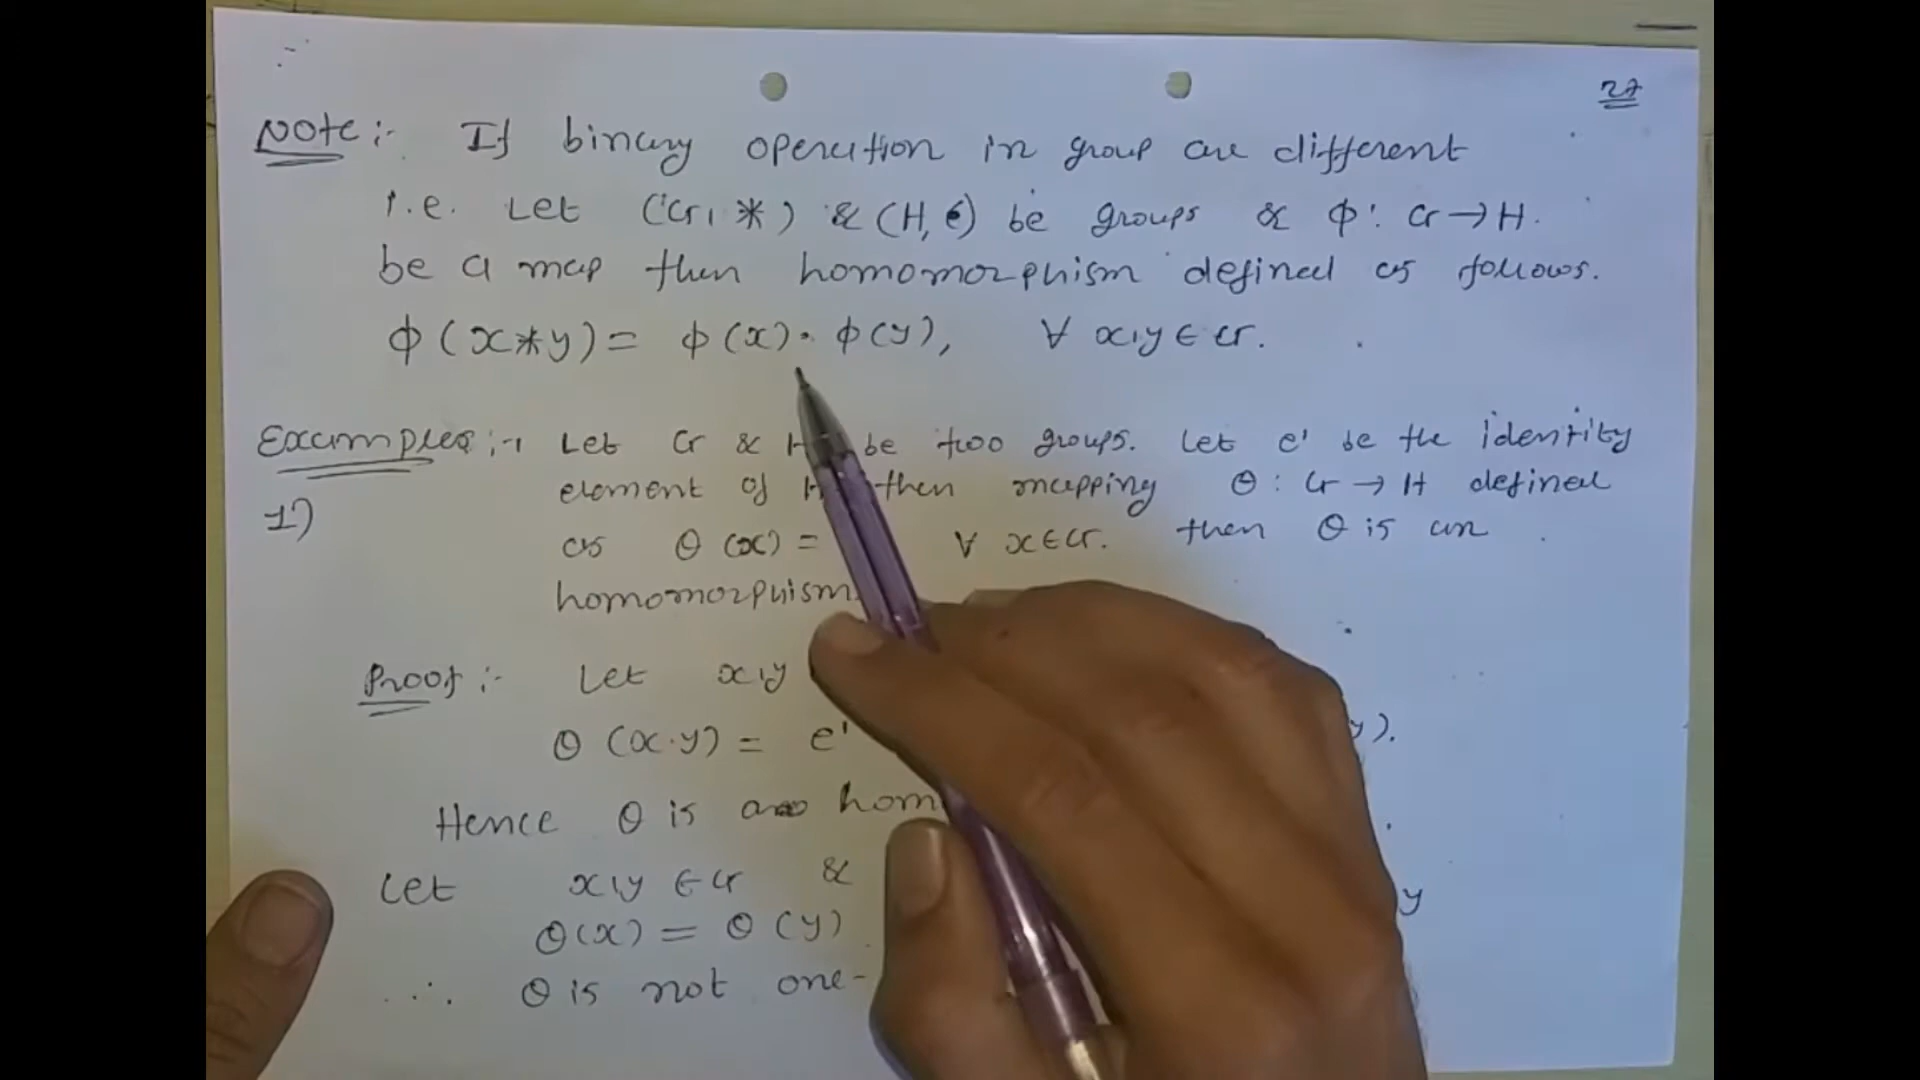 27
Note:- If binary operation in group are different
i.e. Let (G, *) & (H, •) be groups & ϕ: G → H.
be a map then homomorphism defined as follows.
ϕ(x*y) = ϕ(x)·ϕ(y), ∀ x,y ∈ G.
Examples:- Let G & H be two groups. Let e' be the identity
element of H then mapping θ: G → H defined
1)
as θ(x) = ∀ x∈G. then θ is an
homomorphism.
Proof:- Let x,y
θ(x·y) = e' y).
Hence θ is a hom
Let x,y ∈ G & y
θ(x) = θ(y)
∴ θ is not one-